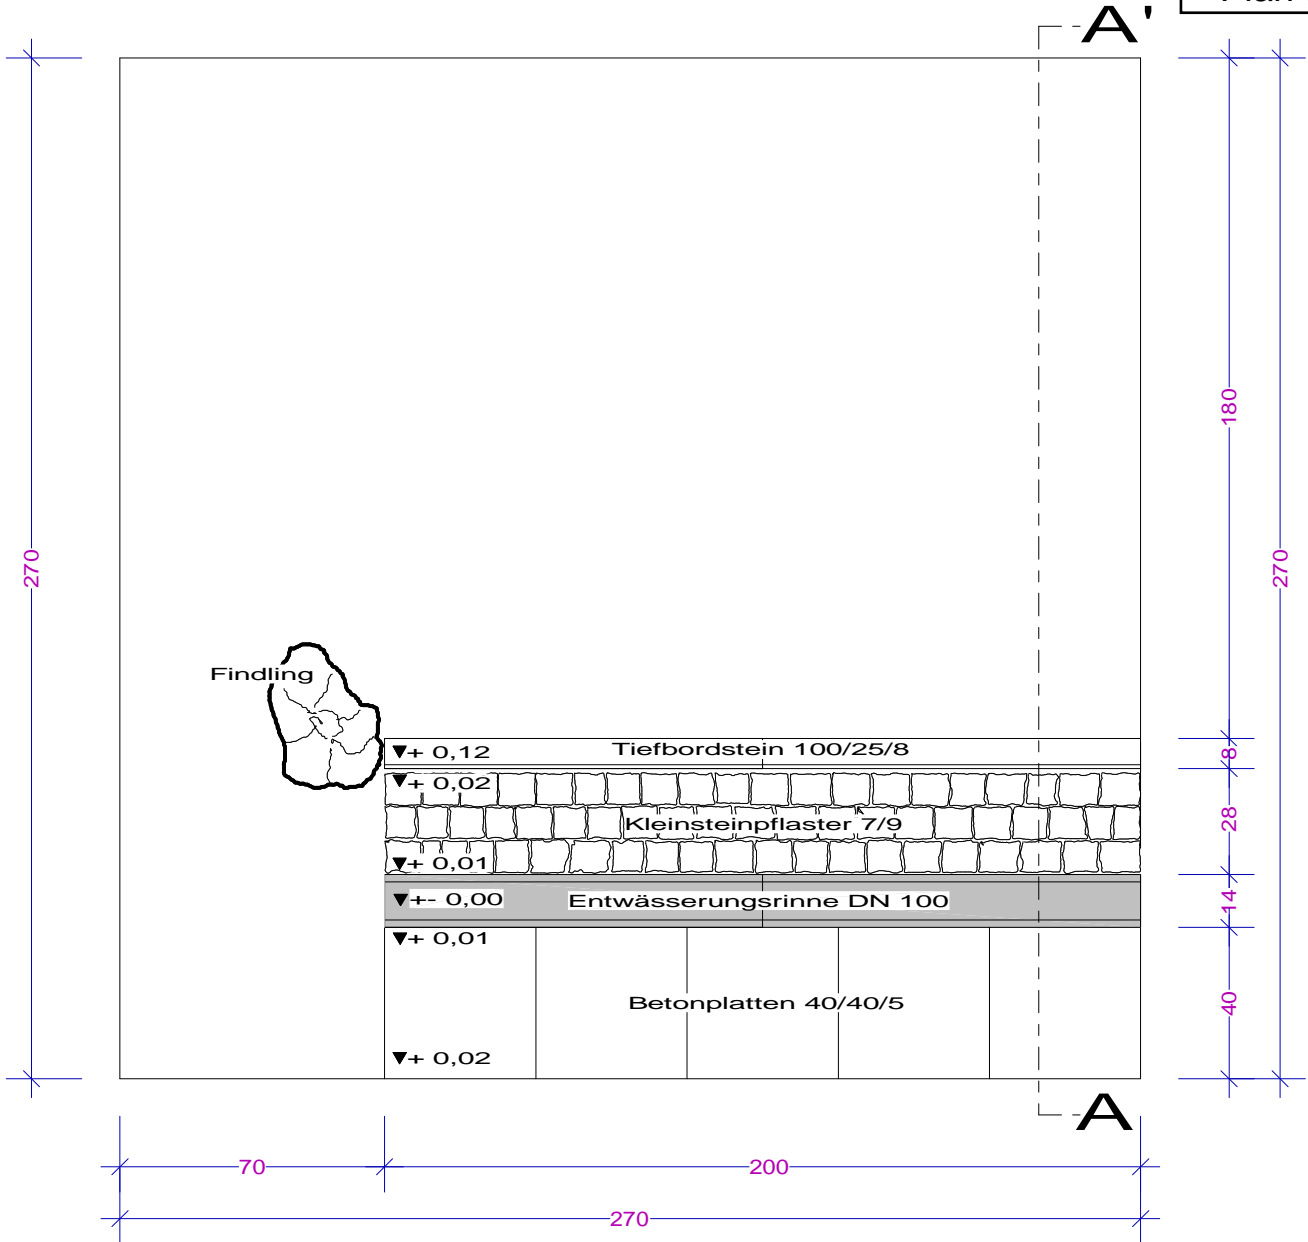 A'
270
180
270
Findling
+ 0,12
Tiefbordstein 100/25/8
8
+ 0,02
Kleinsteinpflaster 7/9
28
+ 0,01
+- 0,00
Entwässerungsrinne DN 100
14
+ 0,01
Betonplatten 40/40/5
40
+ 0,02
A
70
200
270